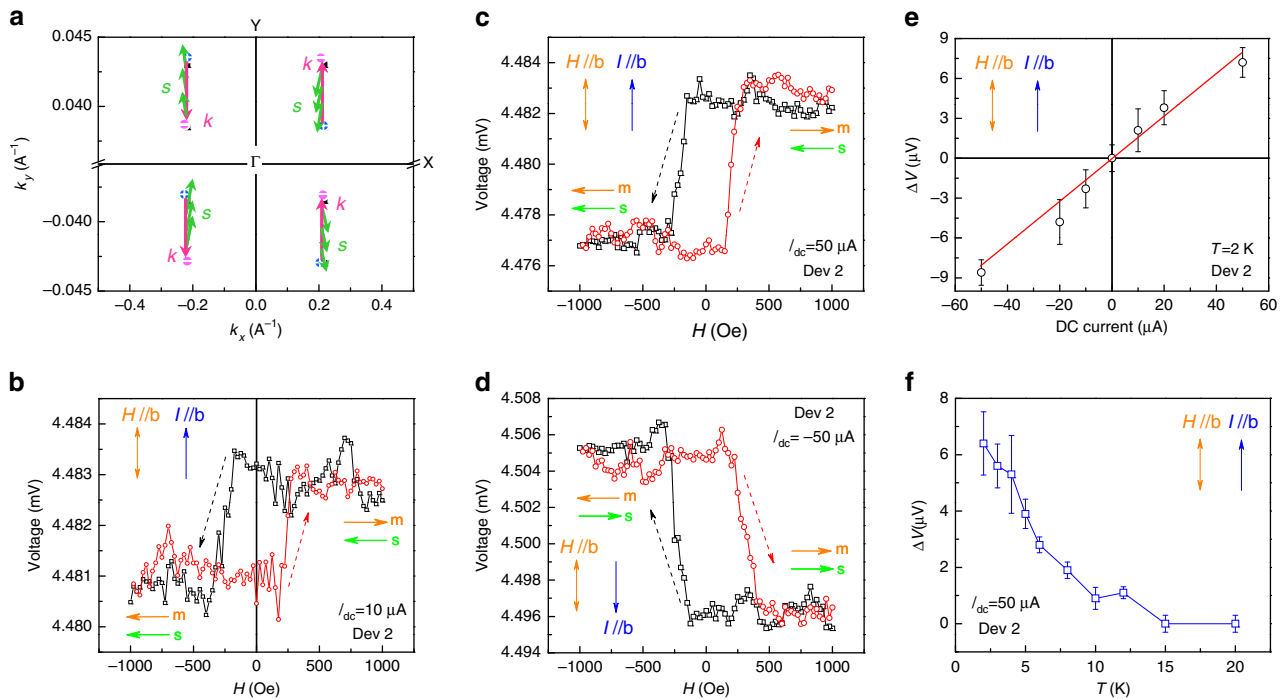 a
Y
0.045
0.040
−0.040
−0.045
k_y (A⁻¹)
s
k
k
s
Γ
X
s
k
k
s
−0.4 −0.2 0.0 0.2 0.4
k_x (A⁻¹)
c
4.484
4.482
4.480
4.478
4.476
Voltage (mV)
H//b
I//b
m
s
m
s
I_dc=50 μA
Dev 2
−1000 −500 0 500 1000
H (Oe)
e
9
6
3
0
−3
−6
−9
ΔV(μV)
H//b
I//b
T=2 K
Dev 2
−60 −40 −20 0 20 40 60
DC current (μA)
b
4.484
4.483
4.482
4.481
4.480
Voltage (mV)
H//b
I//b
m
s
m
s
I_dc=10 μA
Dev 2
−1000 −500 0 500 1000
H (Oe)
d
4.508
4.506
4.504
4.502
4.500
4.498
4.496
4.494
Voltage (mV)
Dev 2
I_dc= −50 μA
m
s
m
s
H//b
I//b
−1000 −500 0 500 1000
H (Oe)
f
8
6
4
2
0
ΔV(μV)
H//b
I//b
I_dc=50 μA
Dev 2
5 10 15 20
T (K)